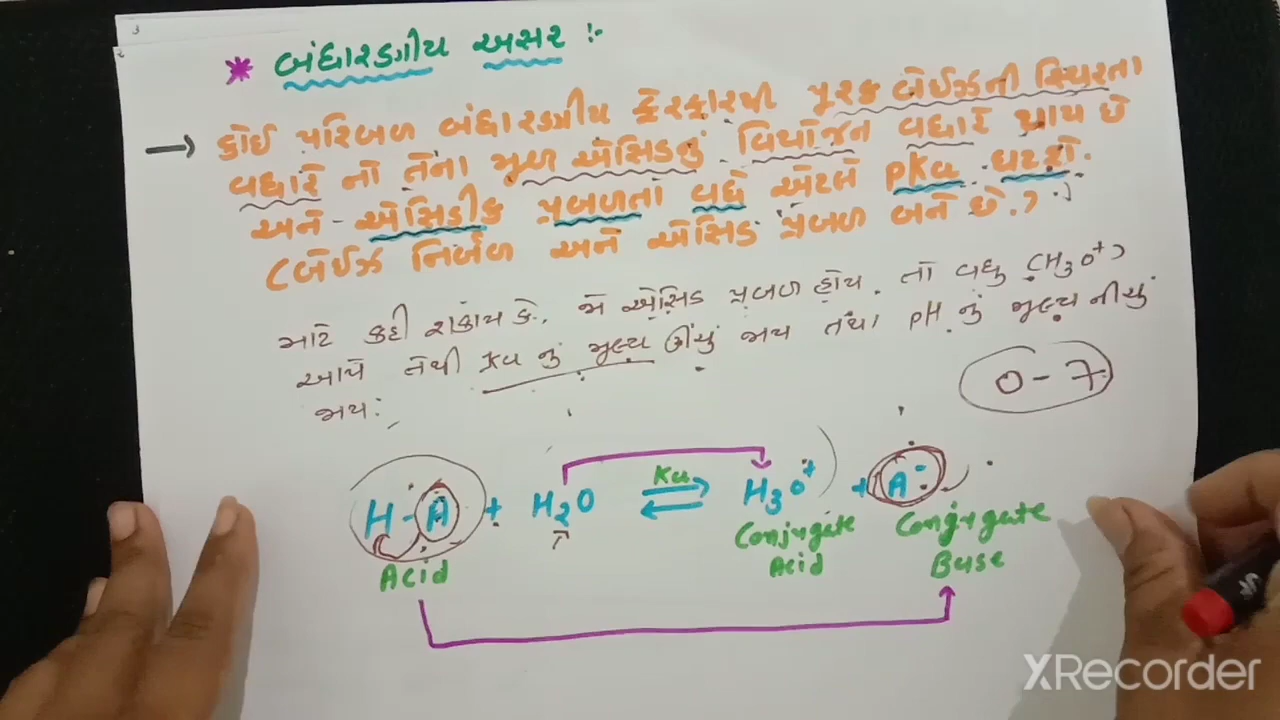 * બંધારણીય અસર :-
→ કોઈ પરિબળ બંધારણીય ફેરફારથી પૂરક બેઈઝની સ્થિરતા
વધારે તો તેના મૂળ એસિડનું વિયોજન વધારે થાય છે
અને એસિડીક પ્રબળતા વધે એટલે pKa ઘટશે.
(બેઈઝ નિર્બળ અને એસિડ પ્રબળ બને છે.)
માટે કહી શકાય કે, જો એસિડ પ્રબળ હોય તો વધુ (H3O+)
આપે તેથી Ka નું મૂલ્ય ઊંચું જાય તથા pH નું મૂલ્ય નીચું
જાય:
0 - 7
H-A + H2O ⇌ Ka H3O+ + A-:
Acid Conjugate Acid Conjugate Base
XRecorder